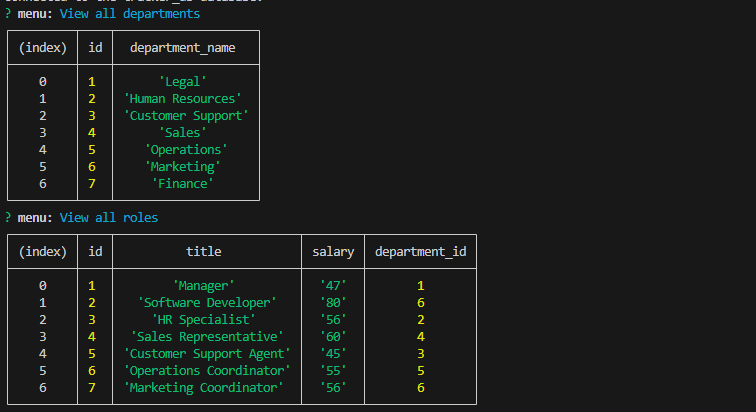 ? menu: View all departments
(index) id department_name
0 1 'Legal'
1 2 'Human Resources'
2 3 'Customer Support'
3 4 'Sales'
4 5 'Operations'
5 6 'Marketing'
6 7 'Finance'
? menu: View all roles
(index) id title salary department_id
0 1 'Manager' '47' 1
1 2 'Software Developer' '80' 6
2 3 'HR Specialist' '56' 2
3 4 'Sales Representative' '60' 4
4 5 'Customer Support Agent' '45' 3
5 6 'Operations Coordinator' '55' 5
6 7 'Marketing Coordinator' '56' 6